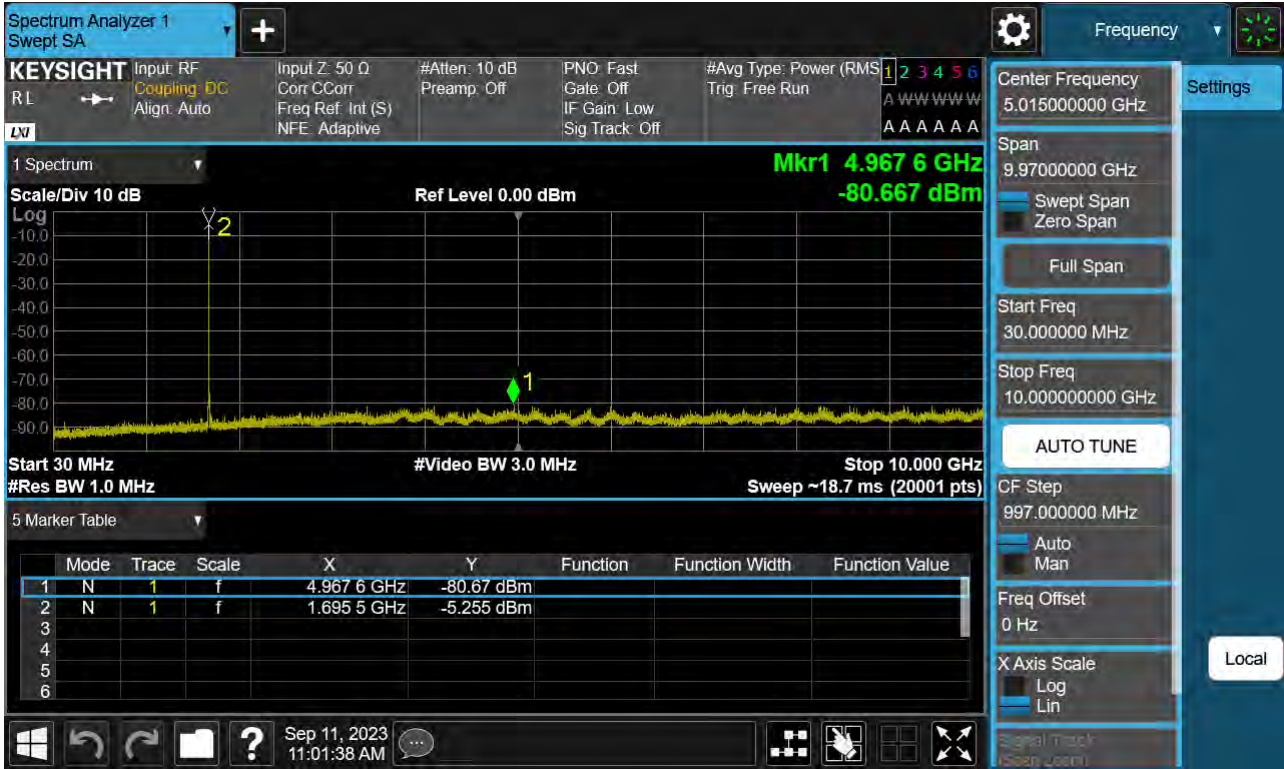 Spectrum Analyzer 1
Swept SA
+
Frequency
KEYSIGHT
R L
LXI
Input: RF
Coupling: DC
Align: Auto
Input Z: 50 Ω
Corr CCorr
Freq Ref: Int (S)
NFE: Adaptive
#Atten: 10 dB
Preamp: Off
PNO: Fast
Gate: Off
IF Gain: Low
Sig Track: Off
#Avg Type: Power (RMS
Trig: Free Run
1 2 3 4 5 6
A W W W W W
A A A A A A
1 Spectrum
Mkr1 4.967 6 GHz
-80.667 dBm
Scale/Div 10 dB
Ref Level 0.00 dBm
Log
-10.0
-20.0
-30.0
-40.0
-50.0
-60.0
-70.0
-80.0
-90.0
2
1
Start 30 MHz
#Video BW 3.0 MHz
Stop 10.000 GHz
#Res BW 1.0 MHz
Sweep ~18.7 ms (20001 pts)
5 Marker Table
Mode Trace Scale X Y Function Function Width Function Value
1 N 1 f 4.967 6 GHz -80.67 dBm
2 N 1 f 1.695 5 GHz -5.255 dBm
3
4
5
6
Center Frequency
5.015000000 GHz
Span
9.97000000 GHz
Swept Span
Zero Span
Full Span
Start Freq
30.000000 MHz
Stop Freq
10.000000000 GHz
AUTO TUNE
CF Step
997.000000 MHz
Auto
Man
Freq Offset
0 Hz
X Axis Scale
Log
Lin
Signal Track
(Span Zoom)
Settings
Local
?
Sep 11, 2023
11:01:38 AM